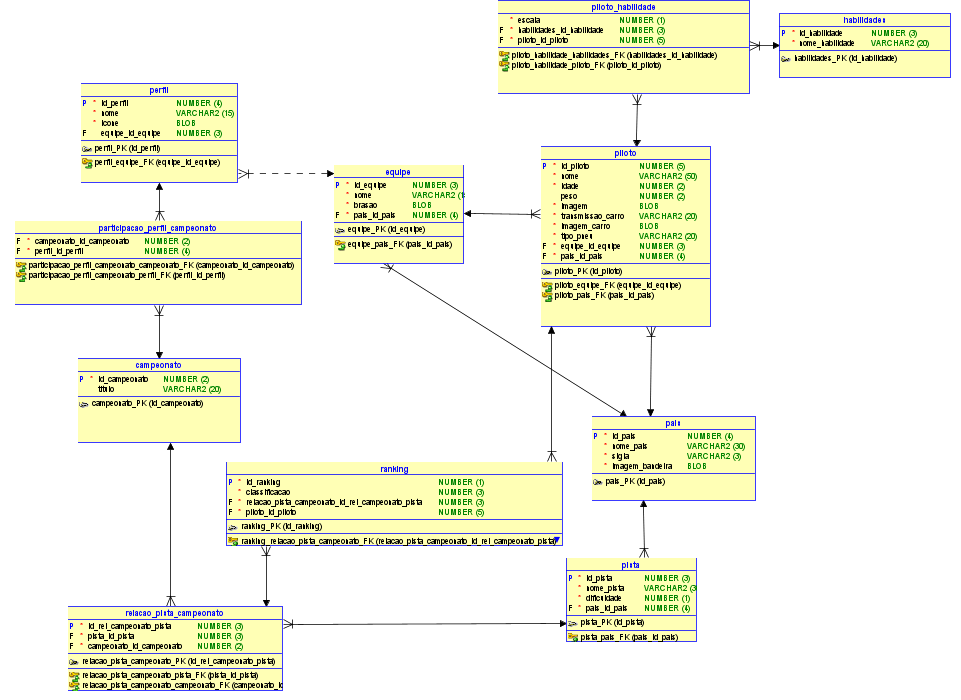 piloto_habilidade
* escala NUMBER (1)
F * habilidades_id_habilidade NUMBER (3)
F * piloto_id_piloto NUMBER (5)
piloto_habilidade_habilidades_FK (habilidades_id_habilidade)
piloto_habilidade_piloto_FK (piloto_id_piloto)
habilidades
P * id_habilidade NUMBER (3)
* nome_habilidade VARCHAR2 (20)
habilidades_PK (id_habilidade)
perfil
P * id_perfil NUMBER (4)
* nome VARCHAR2 (15)
* icone BLOB
F equipe_id_equipe NUMBER (3)
perfil_PK (id_perfil)
perfil_equipe_FK (equipe_id_equipe)
equipe
P * id_equipe NUMBER (3)
* nome VARCHAR2
* brasao BLOB
F * pais_id_pais NUMBER (4)
equipe_PK (id_equipe)
equipe_pais_FK (pais_id_pais)
piloto
P * id_piloto NUMBER (5)
* nome VARCHAR2 (50)
* idade NUMBER (2)
peso NUMBER (2)
* imagem BLOB
* transmissao_carro VARCHAR2 (20)
* imagem_carro BLOB
* tipo_pneu VARCHAR2 (20)
F * equipe_id_equipe NUMBER (3)
F * pais_id_pais NUMBER (4)
piloto_PK (id_piloto)
piloto_equipe_FK (equipe_id_equipe)
piloto_pais_FK (pais_id_pais)
participacao_perfil_campeonato
F * campeonato_id_campeonato NUMBER (2)
F * perfil_id_perfil NUMBER (4)
participacao_perfil_campeonato_campeonato_FK (campeonato_id_campeonato)
participacao_perfil_campeonato_perfil_FK (perfil_id_perfil)
campeonato
P * id_campeonato NUMBER (2)
titulo VARCHAR2 (20)
campeonato_PK (id_campeonato)
pais
P * id_pais NUMBER (4)
* nome_pais VARCHAR2 (30)
* sigla VARCHAR2 (3)
* imagem_bandeira BLOB
pais_PK (id_pais)
ranking
P * id_ranking NUMBER (1)
* classificacao NUMBER (3)
F * relacao_pista_campeonato_id_rel_campeonato_pista NUMBER (3)
F * piloto_id_piloto NUMBER (5)
ranking_PK (id_ranking)
ranking_relacao_pista_campeonato_FK (relacao_pista_campeonato_id_rel_campeonato_pista)
pista
P * id_pista NUMBER (3)
* nome_pista VARCHAR2 (3
* dificuldade NUMBER (1)
F * pais_id_pais NUMBER (4)
pista_PK (id_pista)
pista_pais_FK (pais_id_pais)
relacao_pista_campeonato
P * id_rel_campeonato_pista NUMBER (3)
F * pista_id_pista NUMBER (3)
F * campeonato_id_campeonato NUMBER (2)
relacao_pista_campeonato_PK (id_rel_campeonato_pista)
relacao_pista_campeonato_pista_FK (pista_id_pista)
relacao_pista_campeonato_campeonato_FK (campeonato_id